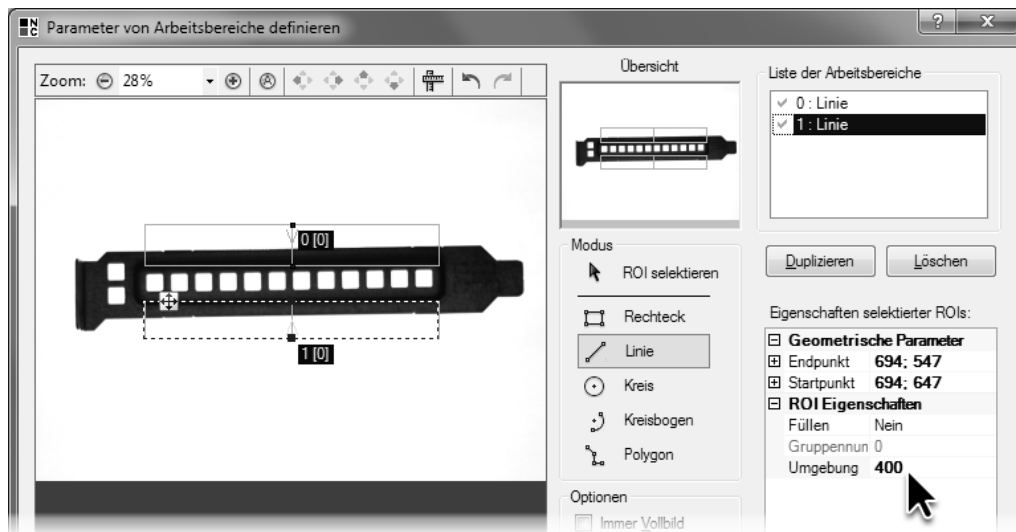 Parameter von Arbeitsbereiche definieren
Zoom: 28%
0 [0]
1 [0]
Übersicht
Modus
ROI selektieren
Rechteck
Linie
Kreis
Kreisbogen
Polygon
Optionen
Immer Vollbild
Liste der Arbeitsbereiche
0 : Linie
1 : Linie
Duplizieren
Löschen
Eigenschaften selektierter ROIs:
Geometrische Parameter
Endpunkt 694; 547
Startpunkt 694; 647
ROI Eigenschaften
Füllen Nein
Gruppennun 0
Umgebung 400